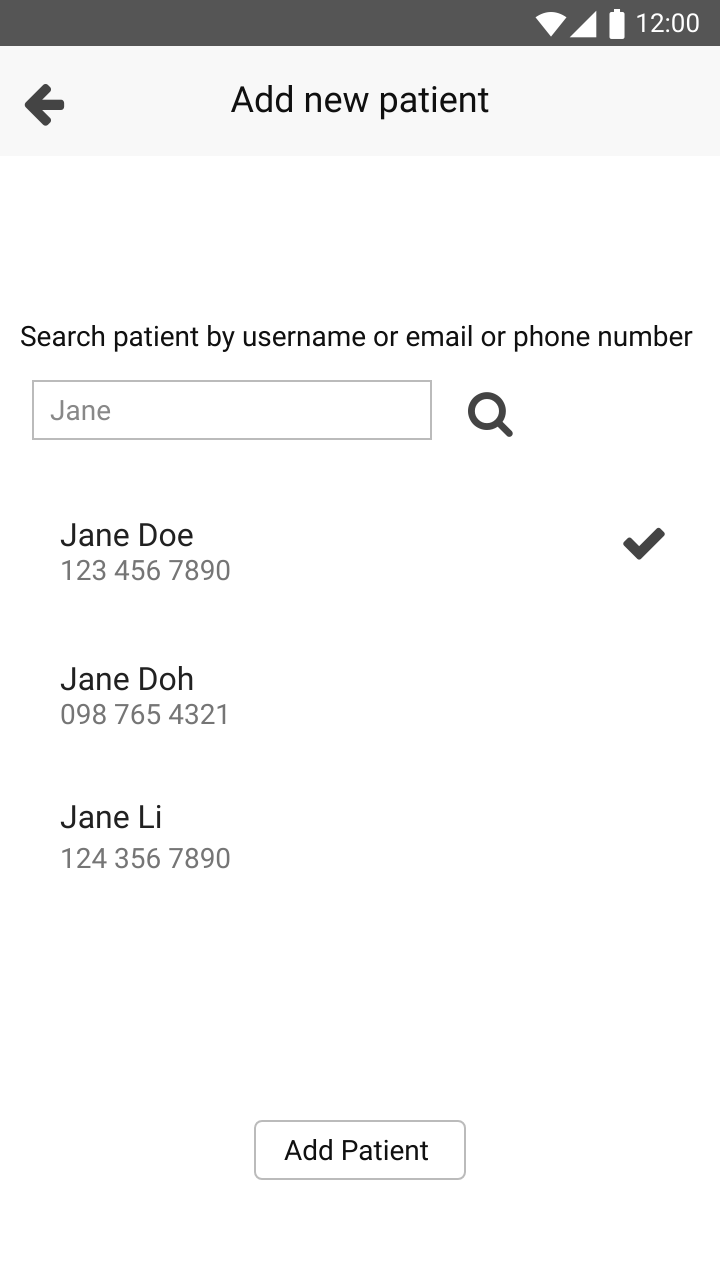 12:00
Add new patient
Search patient by username or email or phone number
Jane
Jane Doe
123 456 7890
Jane Doh
098 765 4321
Jane Li
124 356 7890
Add Patient